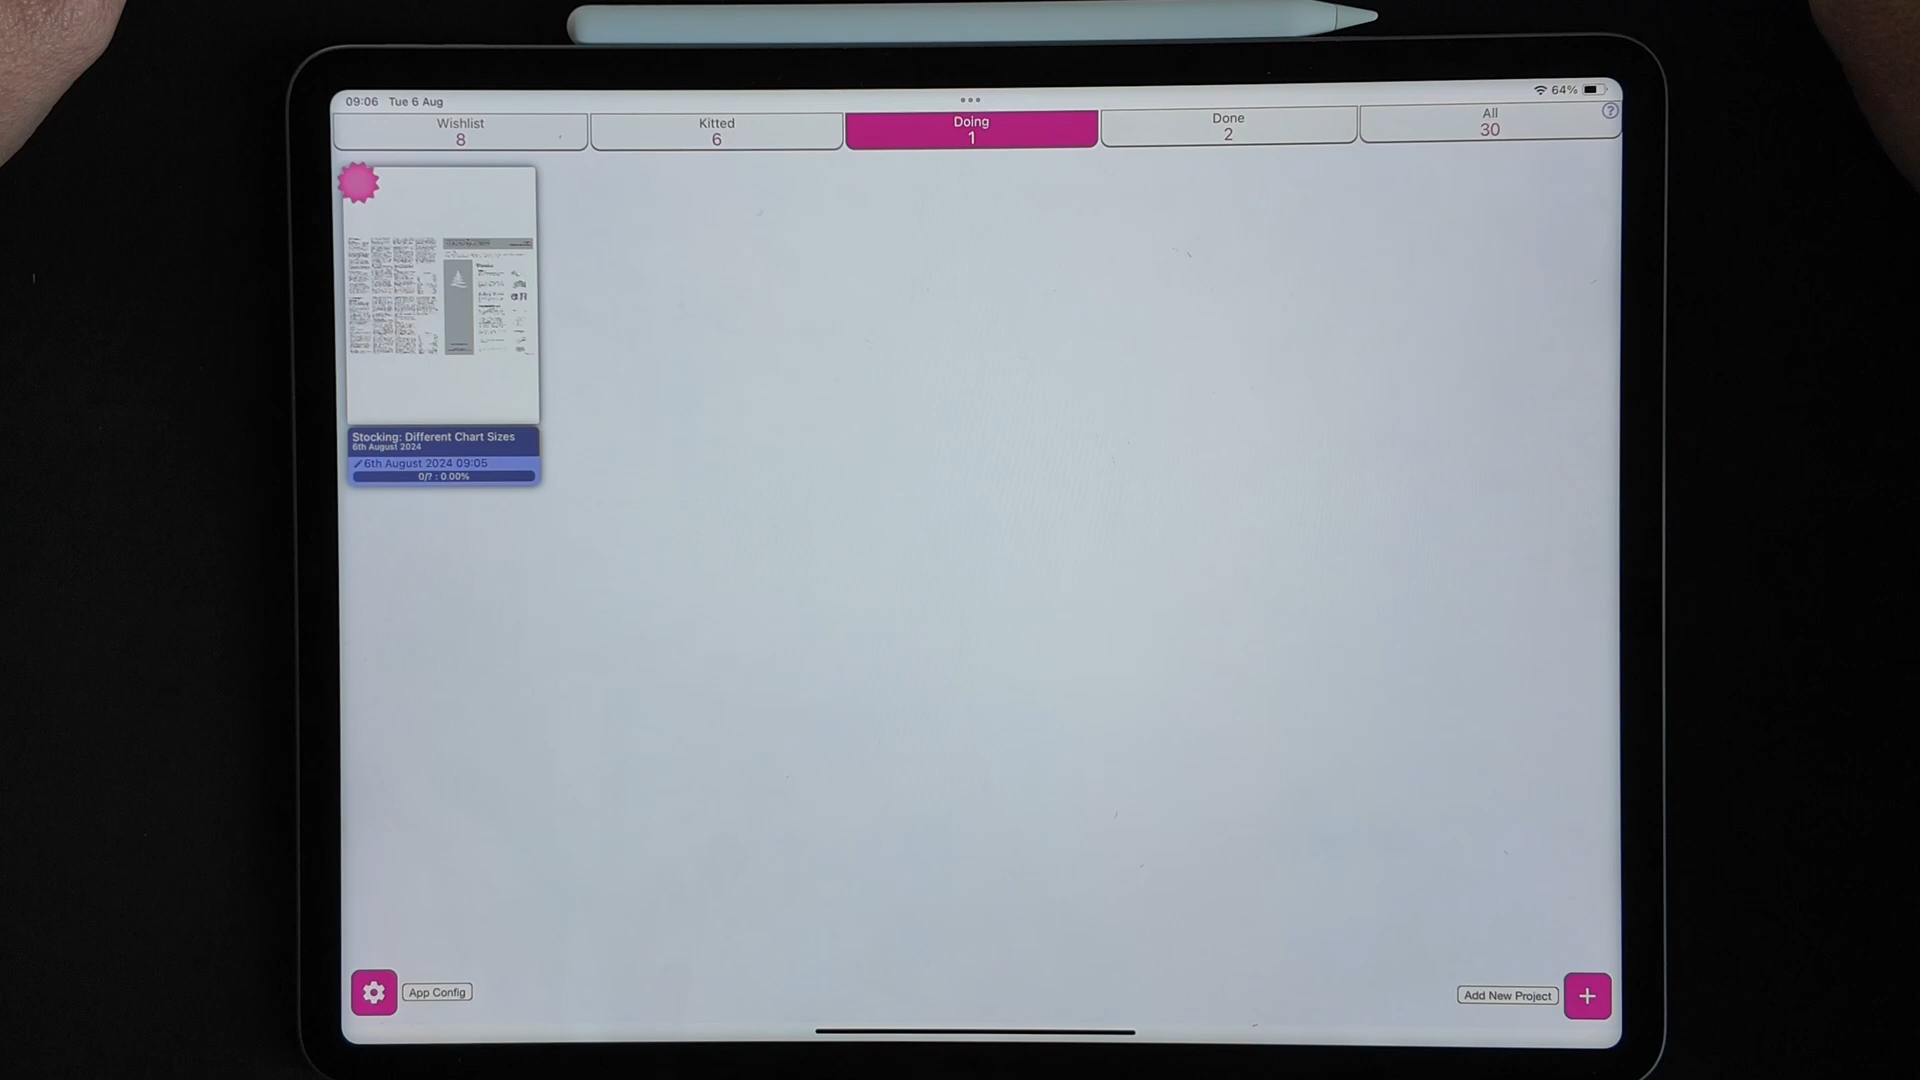 09:06 Tue 6 Aug
64%
Wishlist
8
Kitted
6
Doing
1
Done
2
All
30
?
Stocking: Different Chart Sizes
6th August 2024
6th August 2024 09:05
0/? : 0.00%
App Config
Add New Project